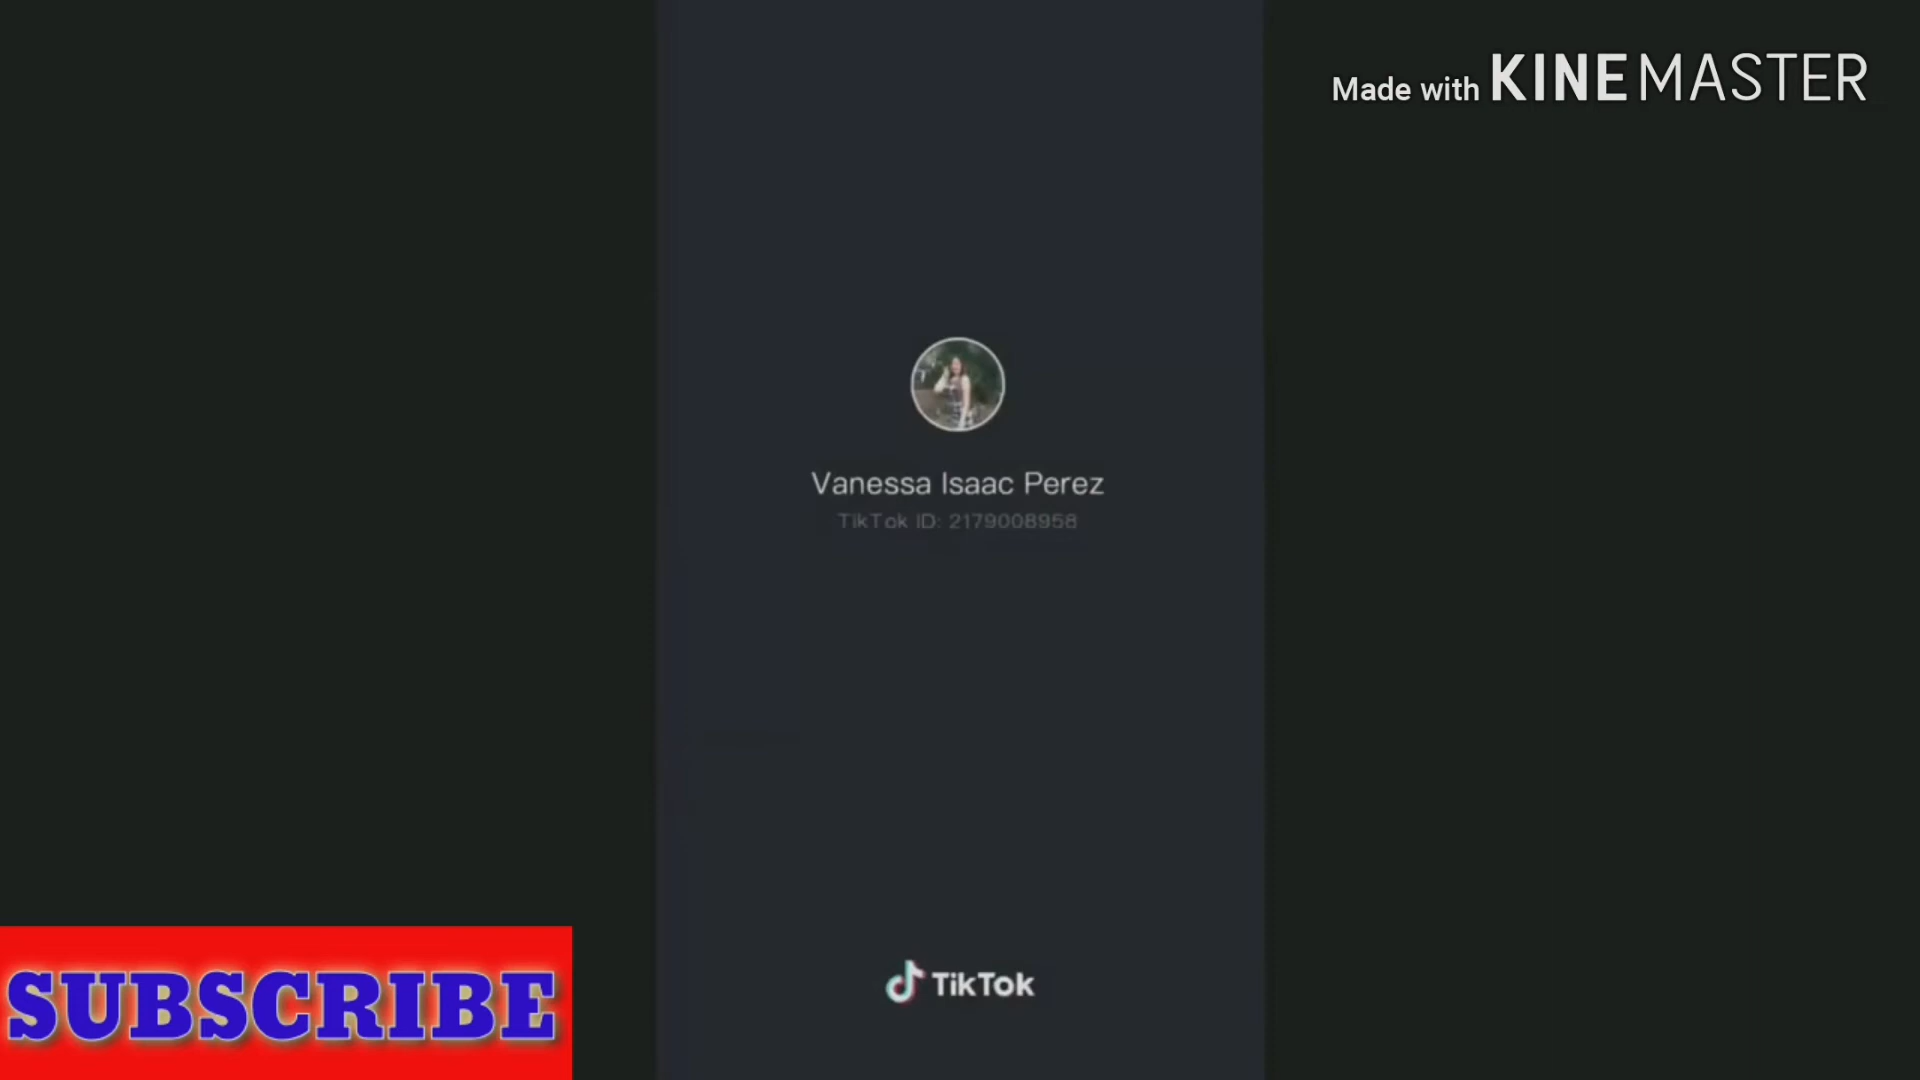 Made with KINEMASTER
Vanessa Isaac Perez
TikTok ID: 2179008958
TikTok
SUBSCRIBE